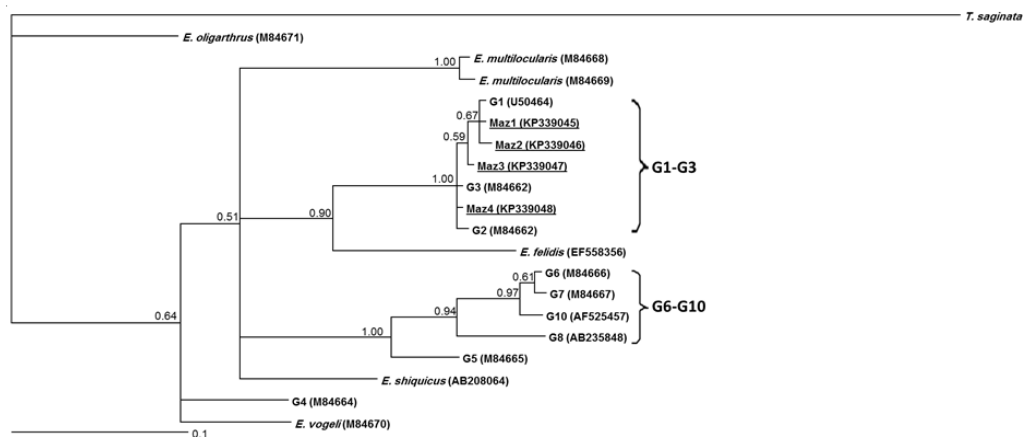 T. saginata
E. oligarthrus (M84671)
1.00
E. multilocularis (M84668)
E. multilocularis (M84669)
G1 (U50464)
0.67
Maz1 (KP339045)
0.59
Maz2 (KP339046)
Maz3 (KP339047)
G1-G3
1.00
G3 (M84662)
0.90
Maz4 (KP339048)
0.51
G2 (M84662)
E. felidis (EF558356)
G6 (M84666)
0.61
0.97
G7 (M84667)
G6-G10
0.94
G10 (AF525457)
0.64
1.00
G8 (AB235848)
G5 (M84665)
E. shiquicus (AB208064)
G4 (M84664)
E. vogeli (M84670)
0.1